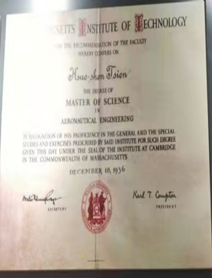 SETTS INSTITUTE OF TECHNOLOGY
ON THE RECOMMENDATION OF THE FACULTY
HEREBY CONFERS ON
Hsue-shen Tsien
THE DEGREE OF
MASTER OF SCIENCE
IN
AERONAUTICAL ENGINEERING
IN RECOGNITION OF HIS PROFICIENCY IN THE GENERAL AND THE SPECIAL
STUDIES AND EXERCISES PRESCRIBED BY SAID INSTITUTE FOR SUCH DEGREE
GIVEN THIS DAY UNDER THE SEAL OF THE INSTITUTE AT CAMBRIDGE
IN THE COMMONWEALTH OF MASSACHUSETTS
DECEMBER 18, 1936
Karl T. Compton
SECRETARY
PRESIDENT